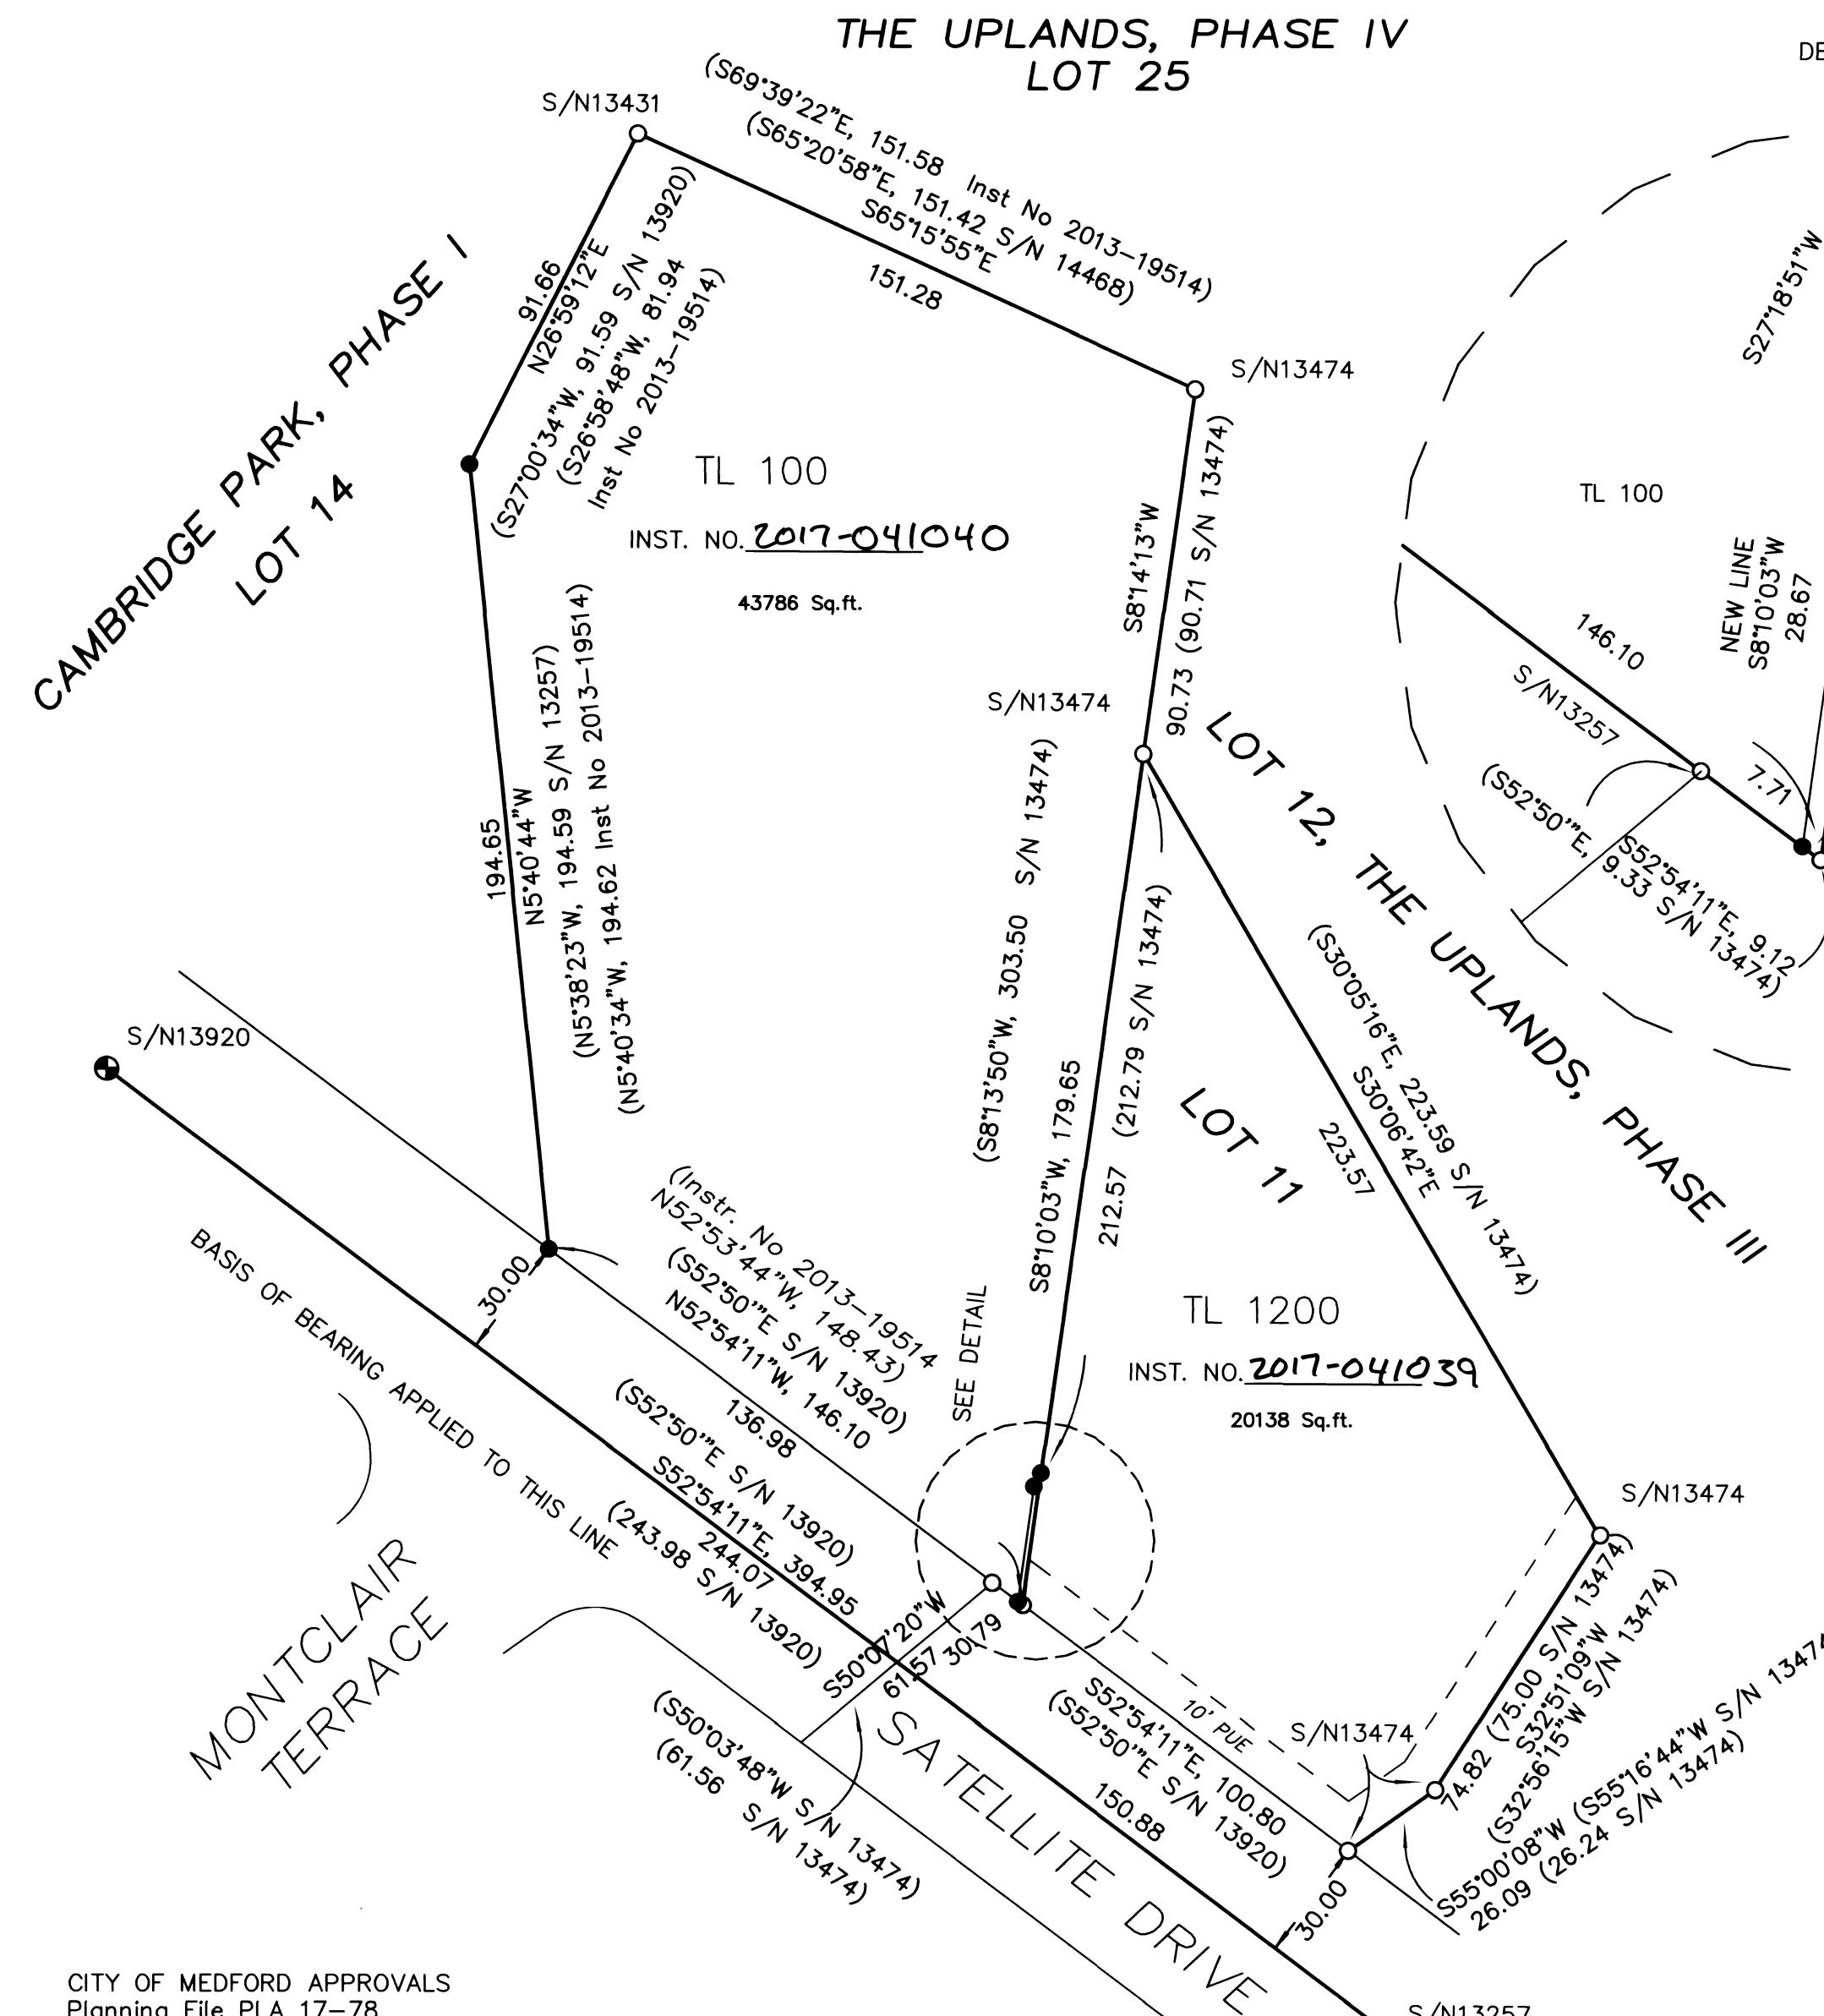 THE UPLANDS, PHASE IV
LOT 25
DE
S/N13431
(S69°39'22"E, 151.58 Inst No 2013-19514)
(S65°20'58"E, 151.42 S/N 14468)
S65°15'55"E
151.28
91.66
N26°59'12"E
(S27°00'34"W, 91.59 S/N 13920)
(S26°58'48"W, 81.94
Inst No 2013-19514)
CAMBRIDGE PARK, PHASE I
LOT 14
S/N13474
TL 100
INST. NO. 2017-041040
43786 Sq.ft.
S8°14'13"W
90.73 (90.71 S/N 13474)
S/N13474
S27°18'51"W
TL 100
NEW LINE
S8°10'03"W
28.67
146.10
S/N13257
7.71
(S52°50'"E, 9.33 S/N 13474)
S52°54'11"E, 9.12
194.65
N5°40'44"W
(N5°38'23"W, 194.59 S/N 13257)
(N5°40'34"W, 194.62 Inst No 2013-19514)
(S8°13'50"W, 303.50 S/N 13474)
S8°10'03"W, 179.65
212.57 (212.79 S/N 13474)
LOT 12, THE UPLANDS, PHASE III
LOT 11
(S30°05'16"E, 223.59 S/N 13474)
S30°06'42"E
223.57
S/N13920
BASIS OF BEARING APPLIED TO THIS LINE
30.00
(Instr. No 2013-19514
N52°53'44"W, 148.43)
(S52°50'"E S/N 13920)
N52°54'11"W, 146.10
136.98
SEE DETAIL
TL 1200
INST. NO. 2017-041039
20138 Sq.ft.
(S52°50'"E S/N 13920)
S52°54'11"E, 394.95
244.07
(243.98 S/N 13920)
S/N13474
MONTCLAIR
TERRACE
S50°07'20"W
61.57
30.79
(S50°03'48"W S/N 13474)
(61.56 S/N 13474)
SATELLITE DRIVE
10' PUE
S52°54'11"E, 100.80
(S52°50'"E S/N 13920)
150.88
S/N13474
74.82 (75.00 S/N 13474)
S32°51'09"W
(S32°56'15"W S/N 13474)
S55°00'08"W (S55°16'44"W S/N 13474
26.09 (26.24 S/N 13474)
30.00
CITY OF MEDFORD APPROVALS
Planning File PLA 17-78
S/N13257